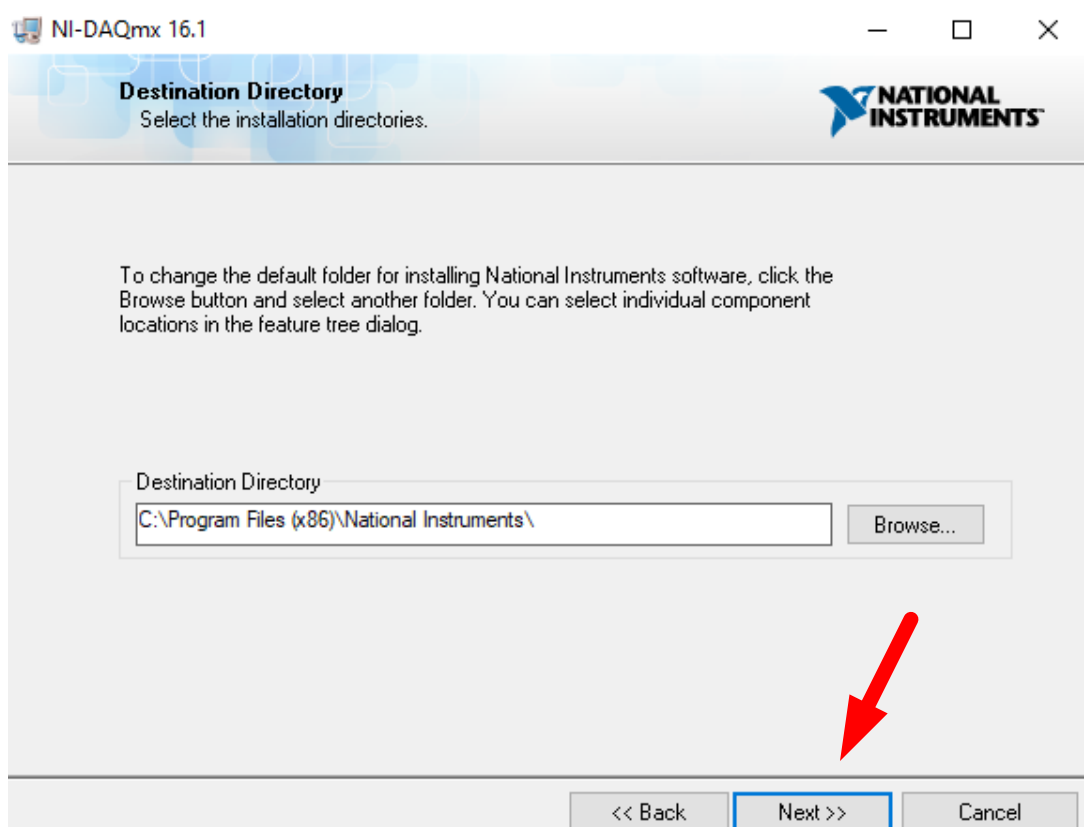 NI-DAQmx 16.1
Destination Directory
Select the installation directories.
NATIONAL
INSTRUMENTS™
To change the default folder for installing National Instruments software, click the
Browse button and select another folder. You can select individual component
locations in the feature tree dialog.
Destination Directory
C:\Program Files (x86)\National Instruments\
Browse...
<< Back
Next >>
Cancel